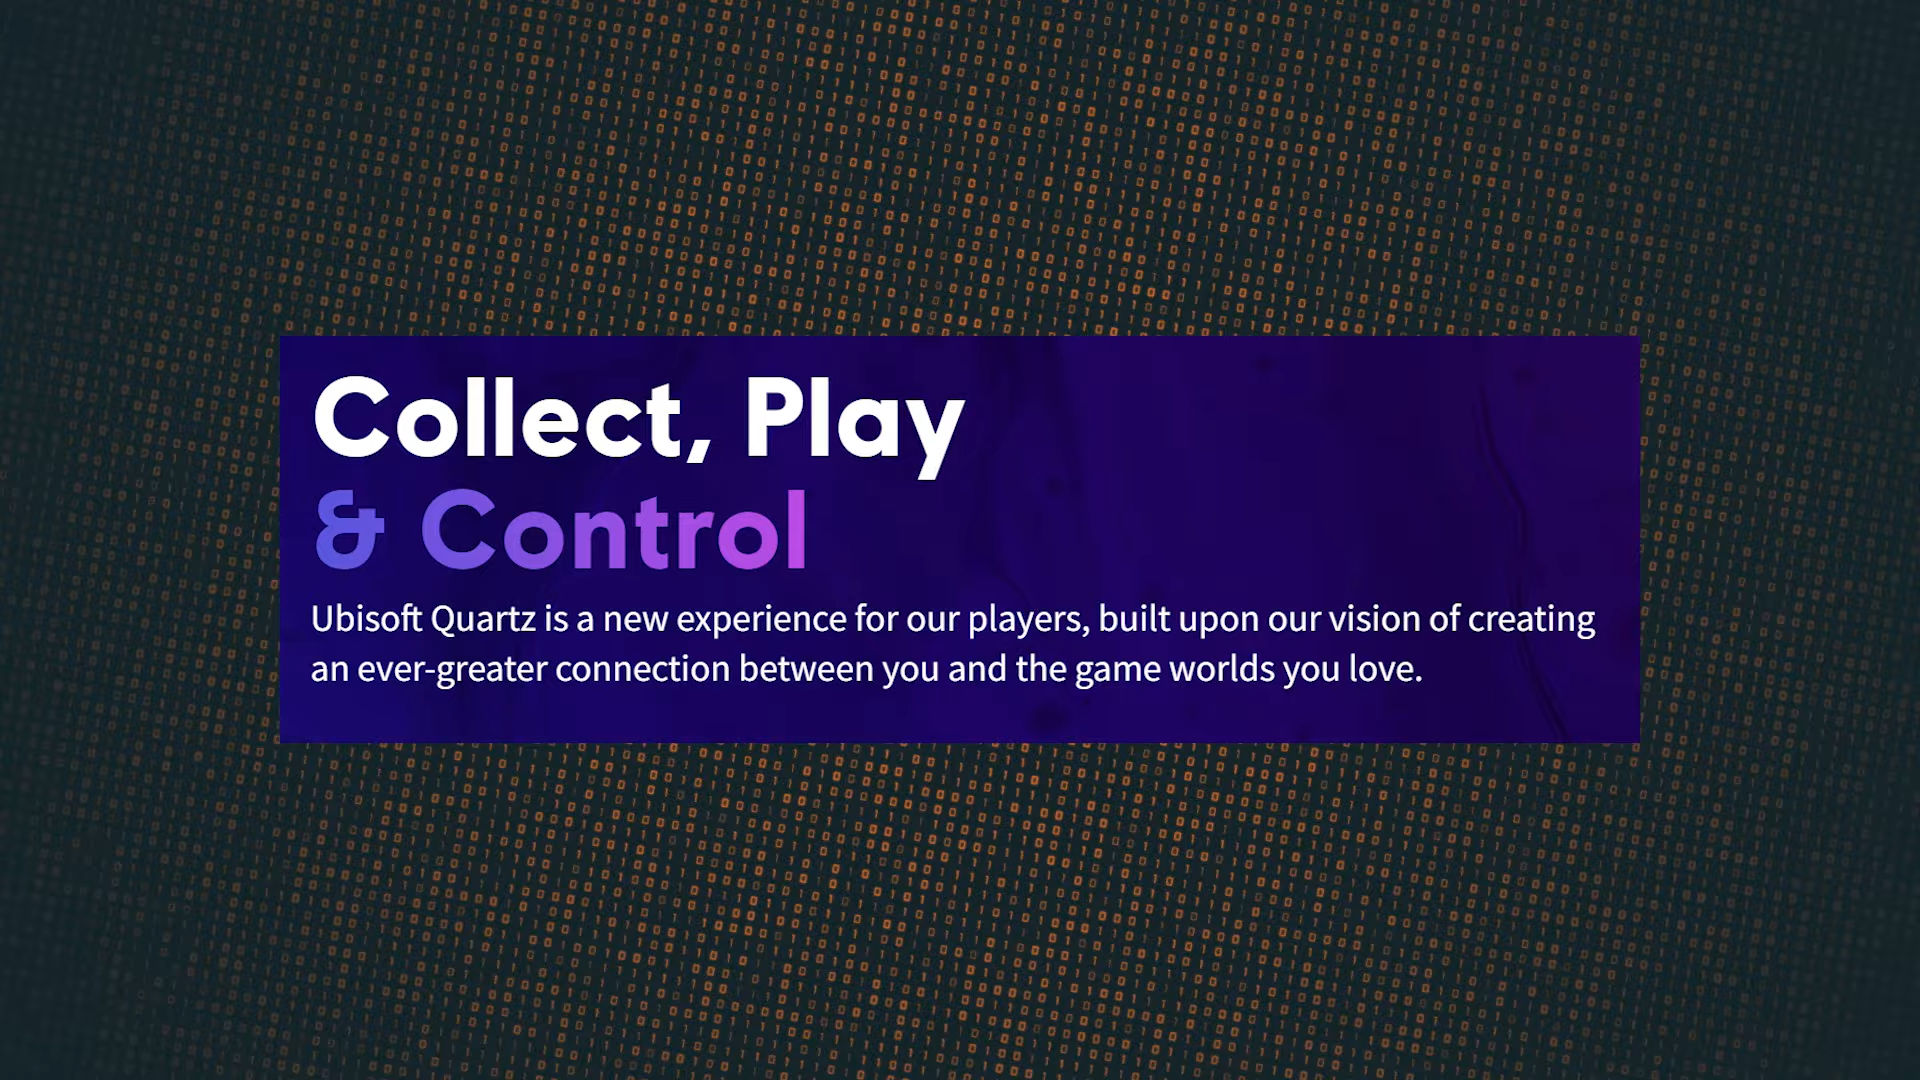 Collect, Play
& Control
Ubisoft Quartz is a new experience for our players, built upon our vision of creating
an ever-greater connection between you and the game worlds you love.